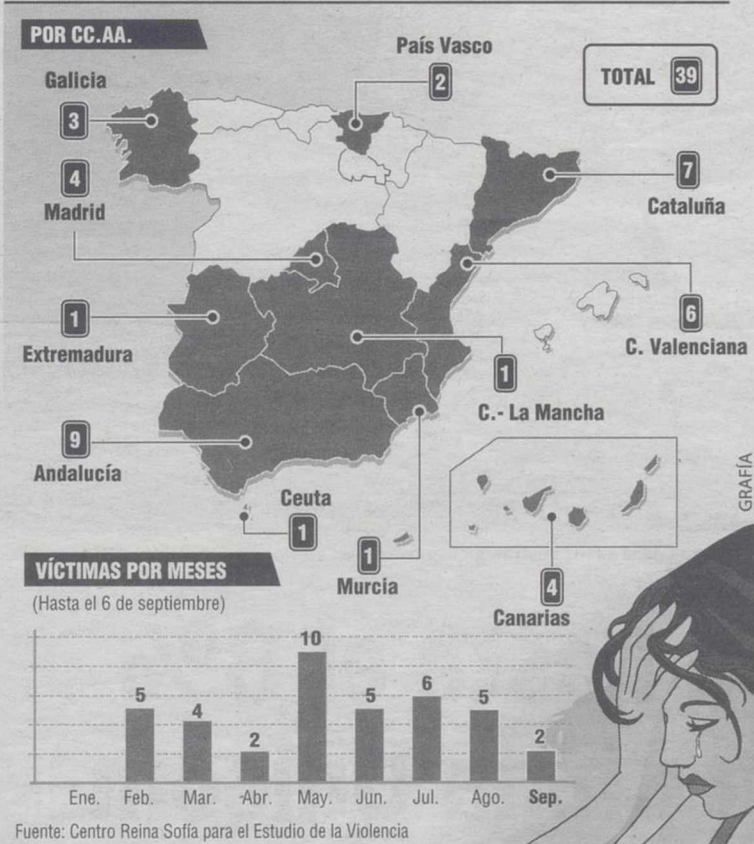 POR CC.AA.
País Vasco
2
TOTAL 39
Galicia
3
4
Madrid
7
Cataluña
1
Extremadura
6
C. Valenciana
1
C.- La Mancha
9
Andalucía
Ceuta
1
1
Murcia
4
Canarias
GRAFÍA
VÍCTIMAS POR MESES
(Hasta el 6 de septiembre)
10
5
4
2
5
6
5
2
Ene. Feb. Mar. Abr. May. Jun. Jul. Ago. Sep.
Fuente: Centro Reina Sofía para el Estudio de la Violencia